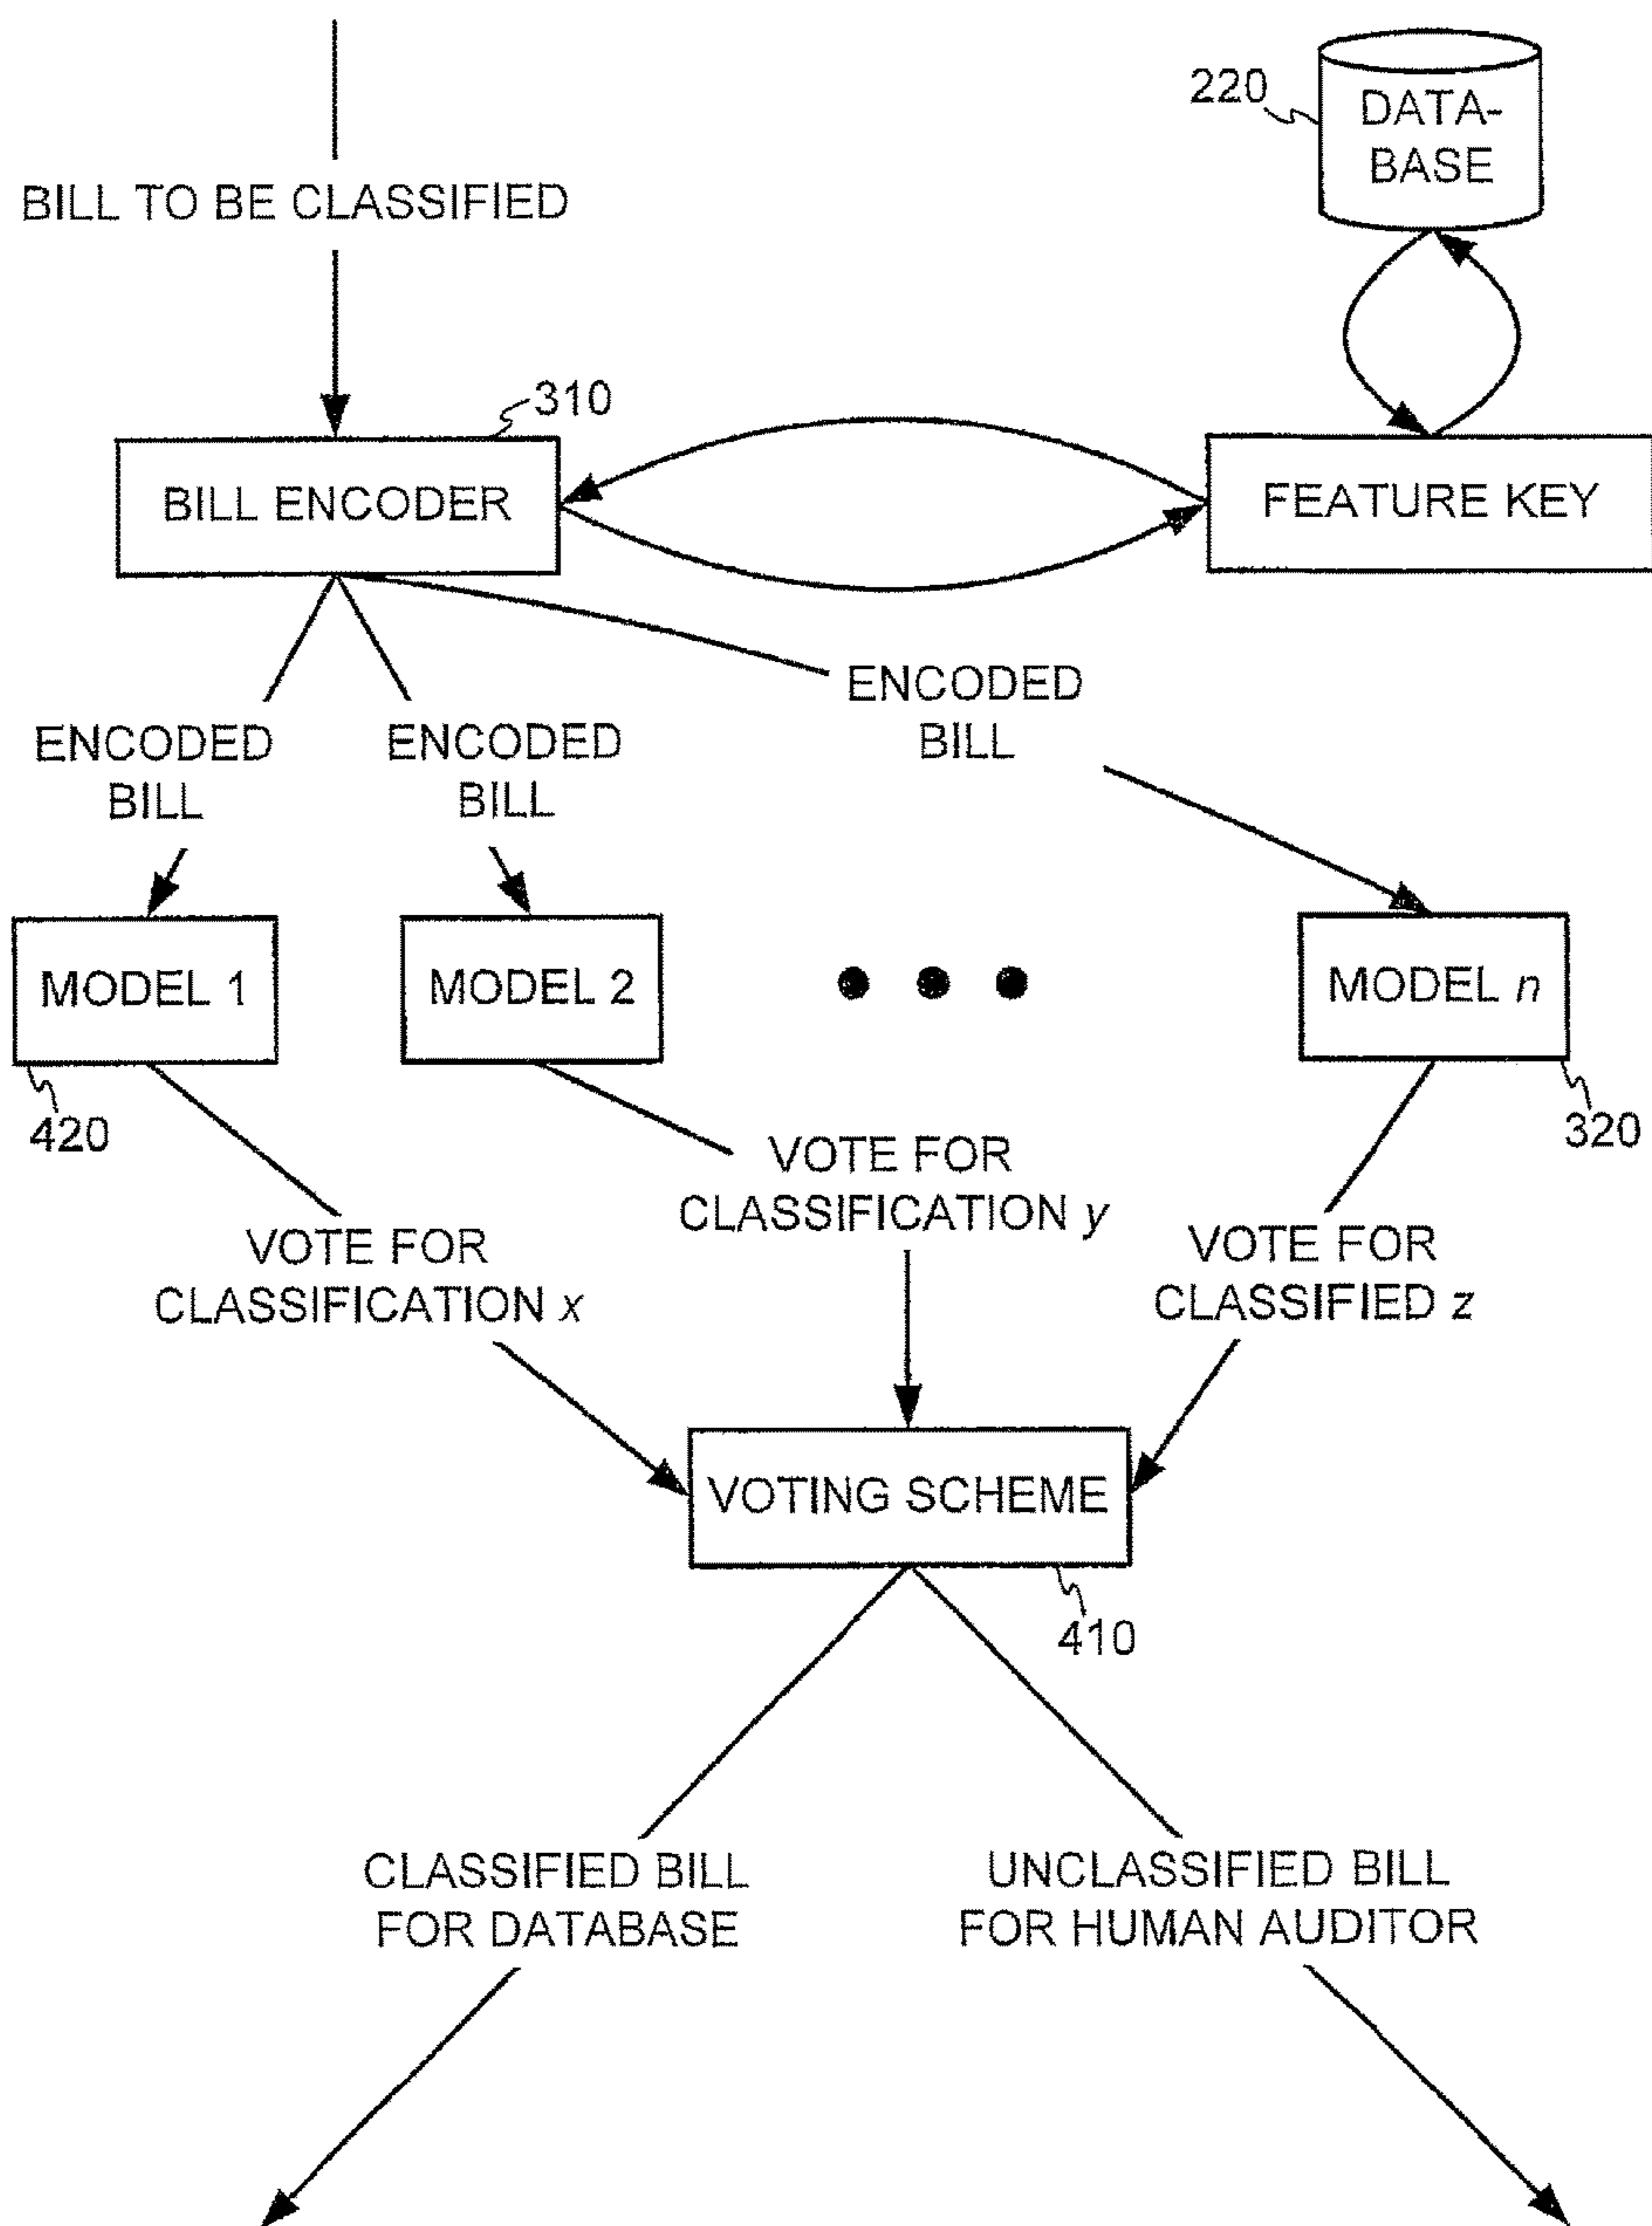 220
DATA-
BASE
BILL TO BE CLASSIFIED
310
BILL ENCODER
FEATURE KEY
ENCODED
BILL
ENCODED
BILL
ENCODED
BILL
MODEL 1
MODEL 2
MODEL n
420
320
VOTE FOR
CLASSIFICATION x
VOTE FOR
CLASSIFICATION y
VOTE FOR
CLASSIFIED z
VOTING SCHEME
410
CLASSIFIED BILL
FOR DATABASE
UNCLASSIFIED BILL
FOR HUMAN AUDITOR